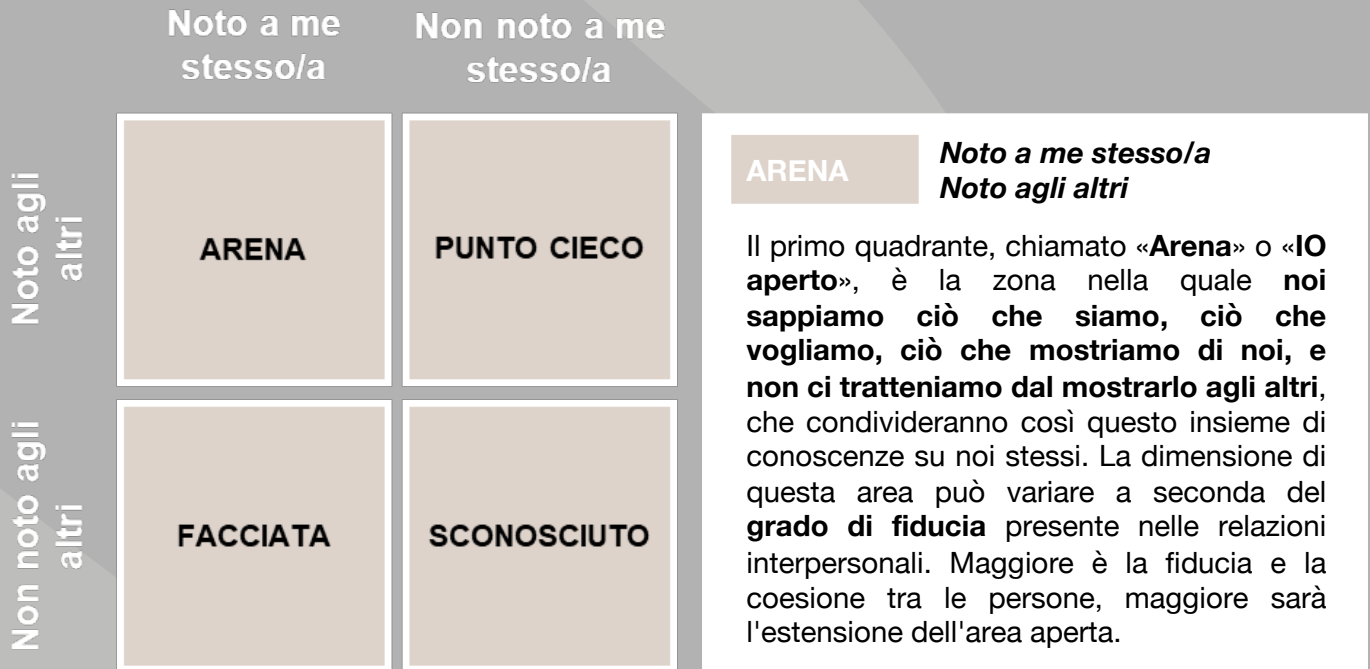 Noto a me
stesso/a
Non noto a me
stesso/a
Noto agli
altri
ARENA
PUNTO CIECO
Non noto agli
altri
FACCIATA
SCONOSCIUTO
ARENA
Noto a me stesso/a
Noto agli altri
Il primo quadrante, chiamato «Arena» o «IO
aperto», è la zona nella quale noi
sappiamo ciò che siamo, ciò che
vogliamo, ciò che mostriamo di noi, e
non ci tratteniamo dal mostrarlo agli altri,
che condivideranno così questo insieme di
conoscenze su noi stessi. La dimensione di
questa area può variare a seconda del
grado di fiducia presente nelle relazioni
interpersonali. Maggiore è la fiducia e la
coesione tra le persone, maggiore sarà
l'estensione dell'area aperta.